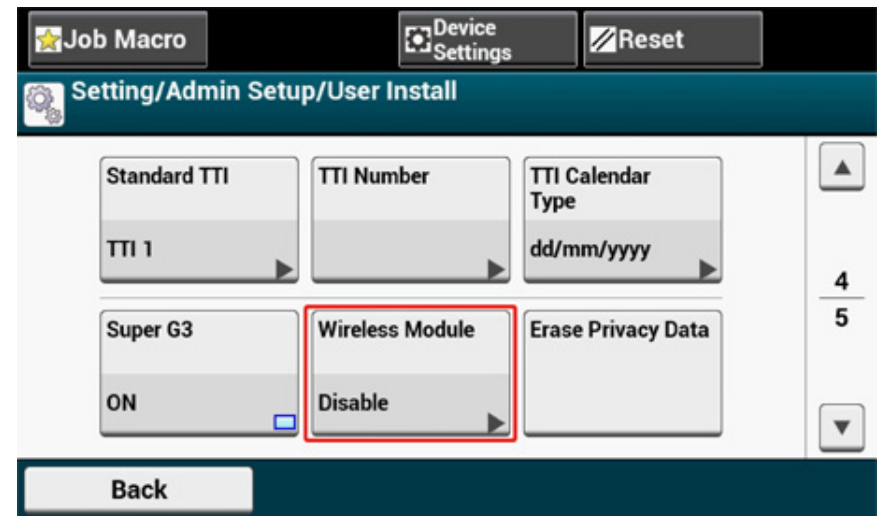 Job Macro
Device
Settings
Reset
Setting/Admin Setup/User Install
Standard TTI
TTI 1
TTI Number
TTI Calendar
Type
dd/mm/yyyy
4
5
Super G3
ON
Wireless Module
Disable
Erase Privacy Data
Back